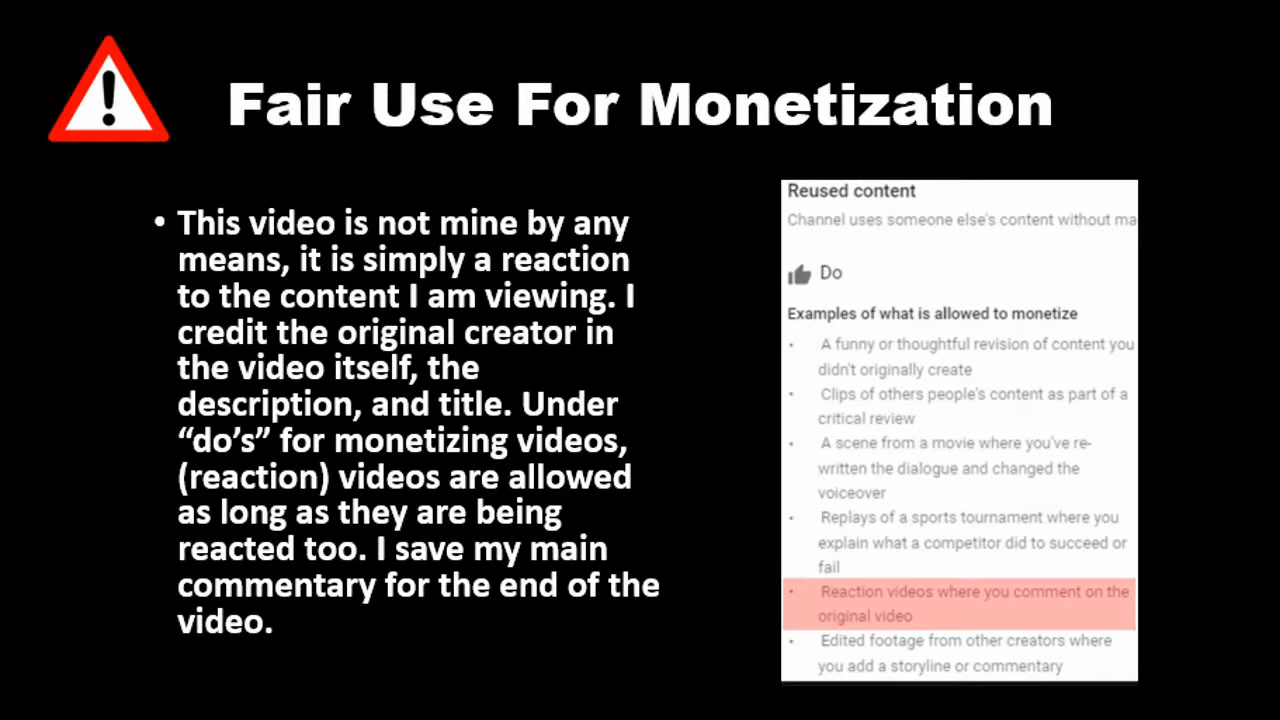 Fair Use For Monetization
• This video is not mine by any
means, it is simply a reaction
to the content I am viewing. I
credit the original creator in
the video itself, the
description, and title. Under
“do’s” for monetizing videos,
(reaction) videos are allowed
as long as they are being
reacted too. I save my main
commentary for the end of the
video.
Reused content
Channel uses someone else's content without ma
Do
Examples of what is allowed to monetize
• A funny or thoughtful revision of content you
didn't originally create
• Clips of others people's content as part of a
critical review
• A scene from a movie where you've re-
written the dialogue and changed the
voiceover
• Replays of a sports tournament where you
explain what a competitor did to succeed or
fail
• Reaction videos where you comment on the
original video
• Edited footage from other creators where
you add a storyline or commentary